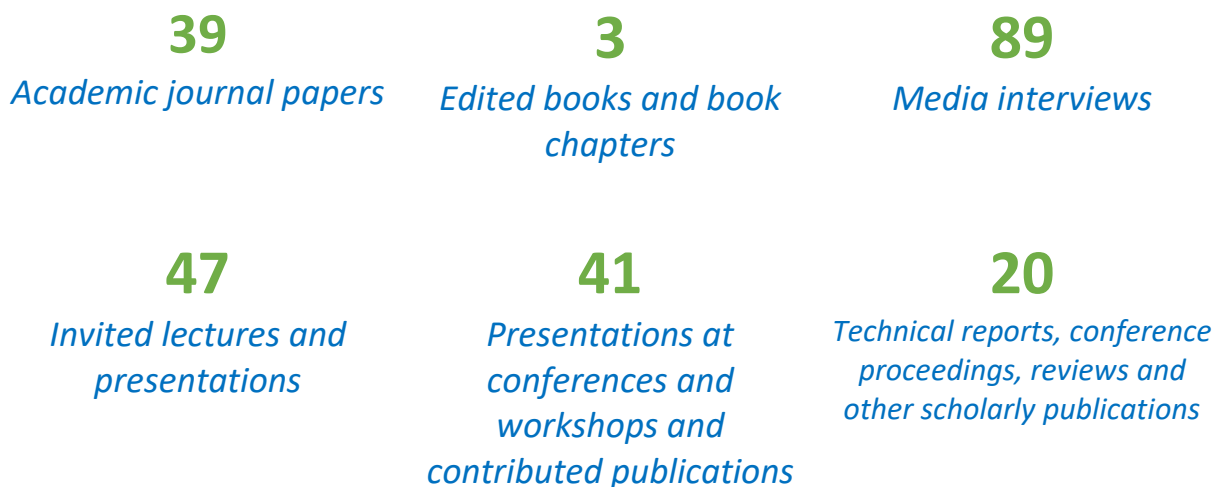 39
Academic journal papers
3
Edited books and book
chapters
89
Media interviews
47
Invited lectures and
presentations
41
Presentations at
conferences and
workshops and
contributed publications
20
Technical reports, conference
proceedings, reviews and
other scholarly publications